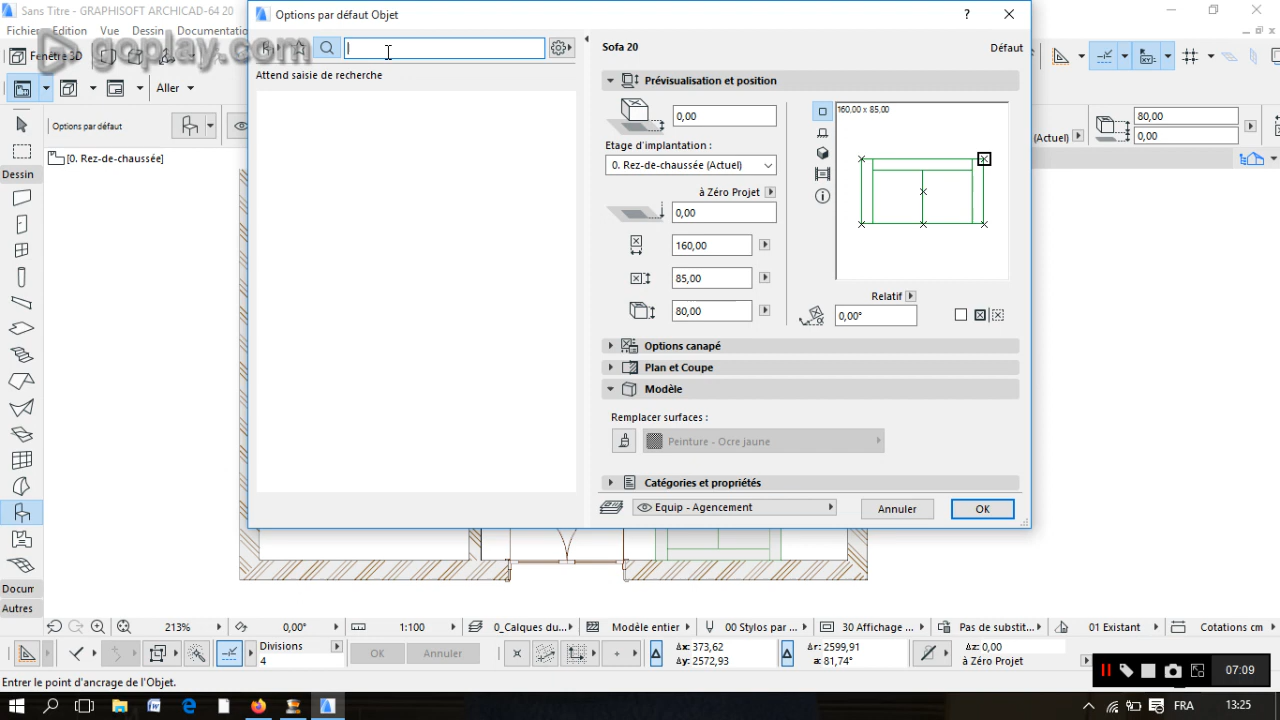 Sans Titre - GRAPHISOFT ARCHICAD-64 20
Options par défaut Objet
Fichier Edition Vue Dessin Documentation
goplay.com
Fenêtre 3D
Attend saisie de recherche
Sofa 20
Défaut
Prévisualisation et position
Aller
0,00
160,00 x 85,00
Options par défaut
80,00
0,00
(Actuel)
[0. Rez-de-chaussée]
Etage d'implantation :
0. Rez-de-chaussée (Actuel)
à Zéro Projet
0,00
160,00
85,00
80,00
Relatif
0,00°
Dessin
Options canapé
Plan et Coupe
Modèle
Remplacer surfaces :
Peinture - Ocre jaune
Catégories et propriétés
Equip - Agencement
Annuler
OK
Docum
Autres
213%
0,00°
1:100
0_Calques du...
Modèle entier
00 Stylos par ...
30 Affichage ...
Pas de substit...
01 Existant
Cotations cm
Divisions
4
OK
Annuler
Δx: 373,62
Δy: 2572,93
Δr: 2599,91
a: 81,74°
Δz: 0,00
à Zéro Projet
Entrer le point d'ancrage de l'Objet.
07:09
FRA
13:25